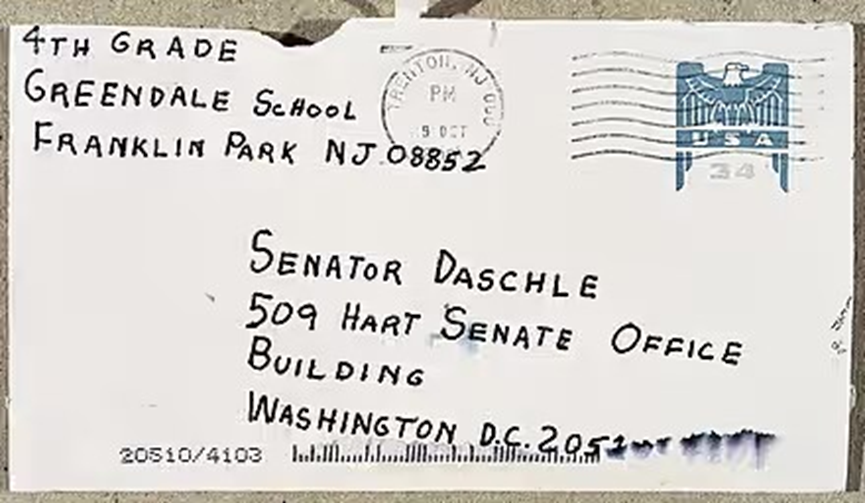 4TH GRADE
GREENDALE SCHOOL
FRANKLIN PARK NJ 08852
TRENTON, NJ
PM
9 OCT
USA
34
SENATOR DASCHLE
509 HART SENATE OFFICE
BUILDING
WASHINGTON D.C. 2051
20510/4103